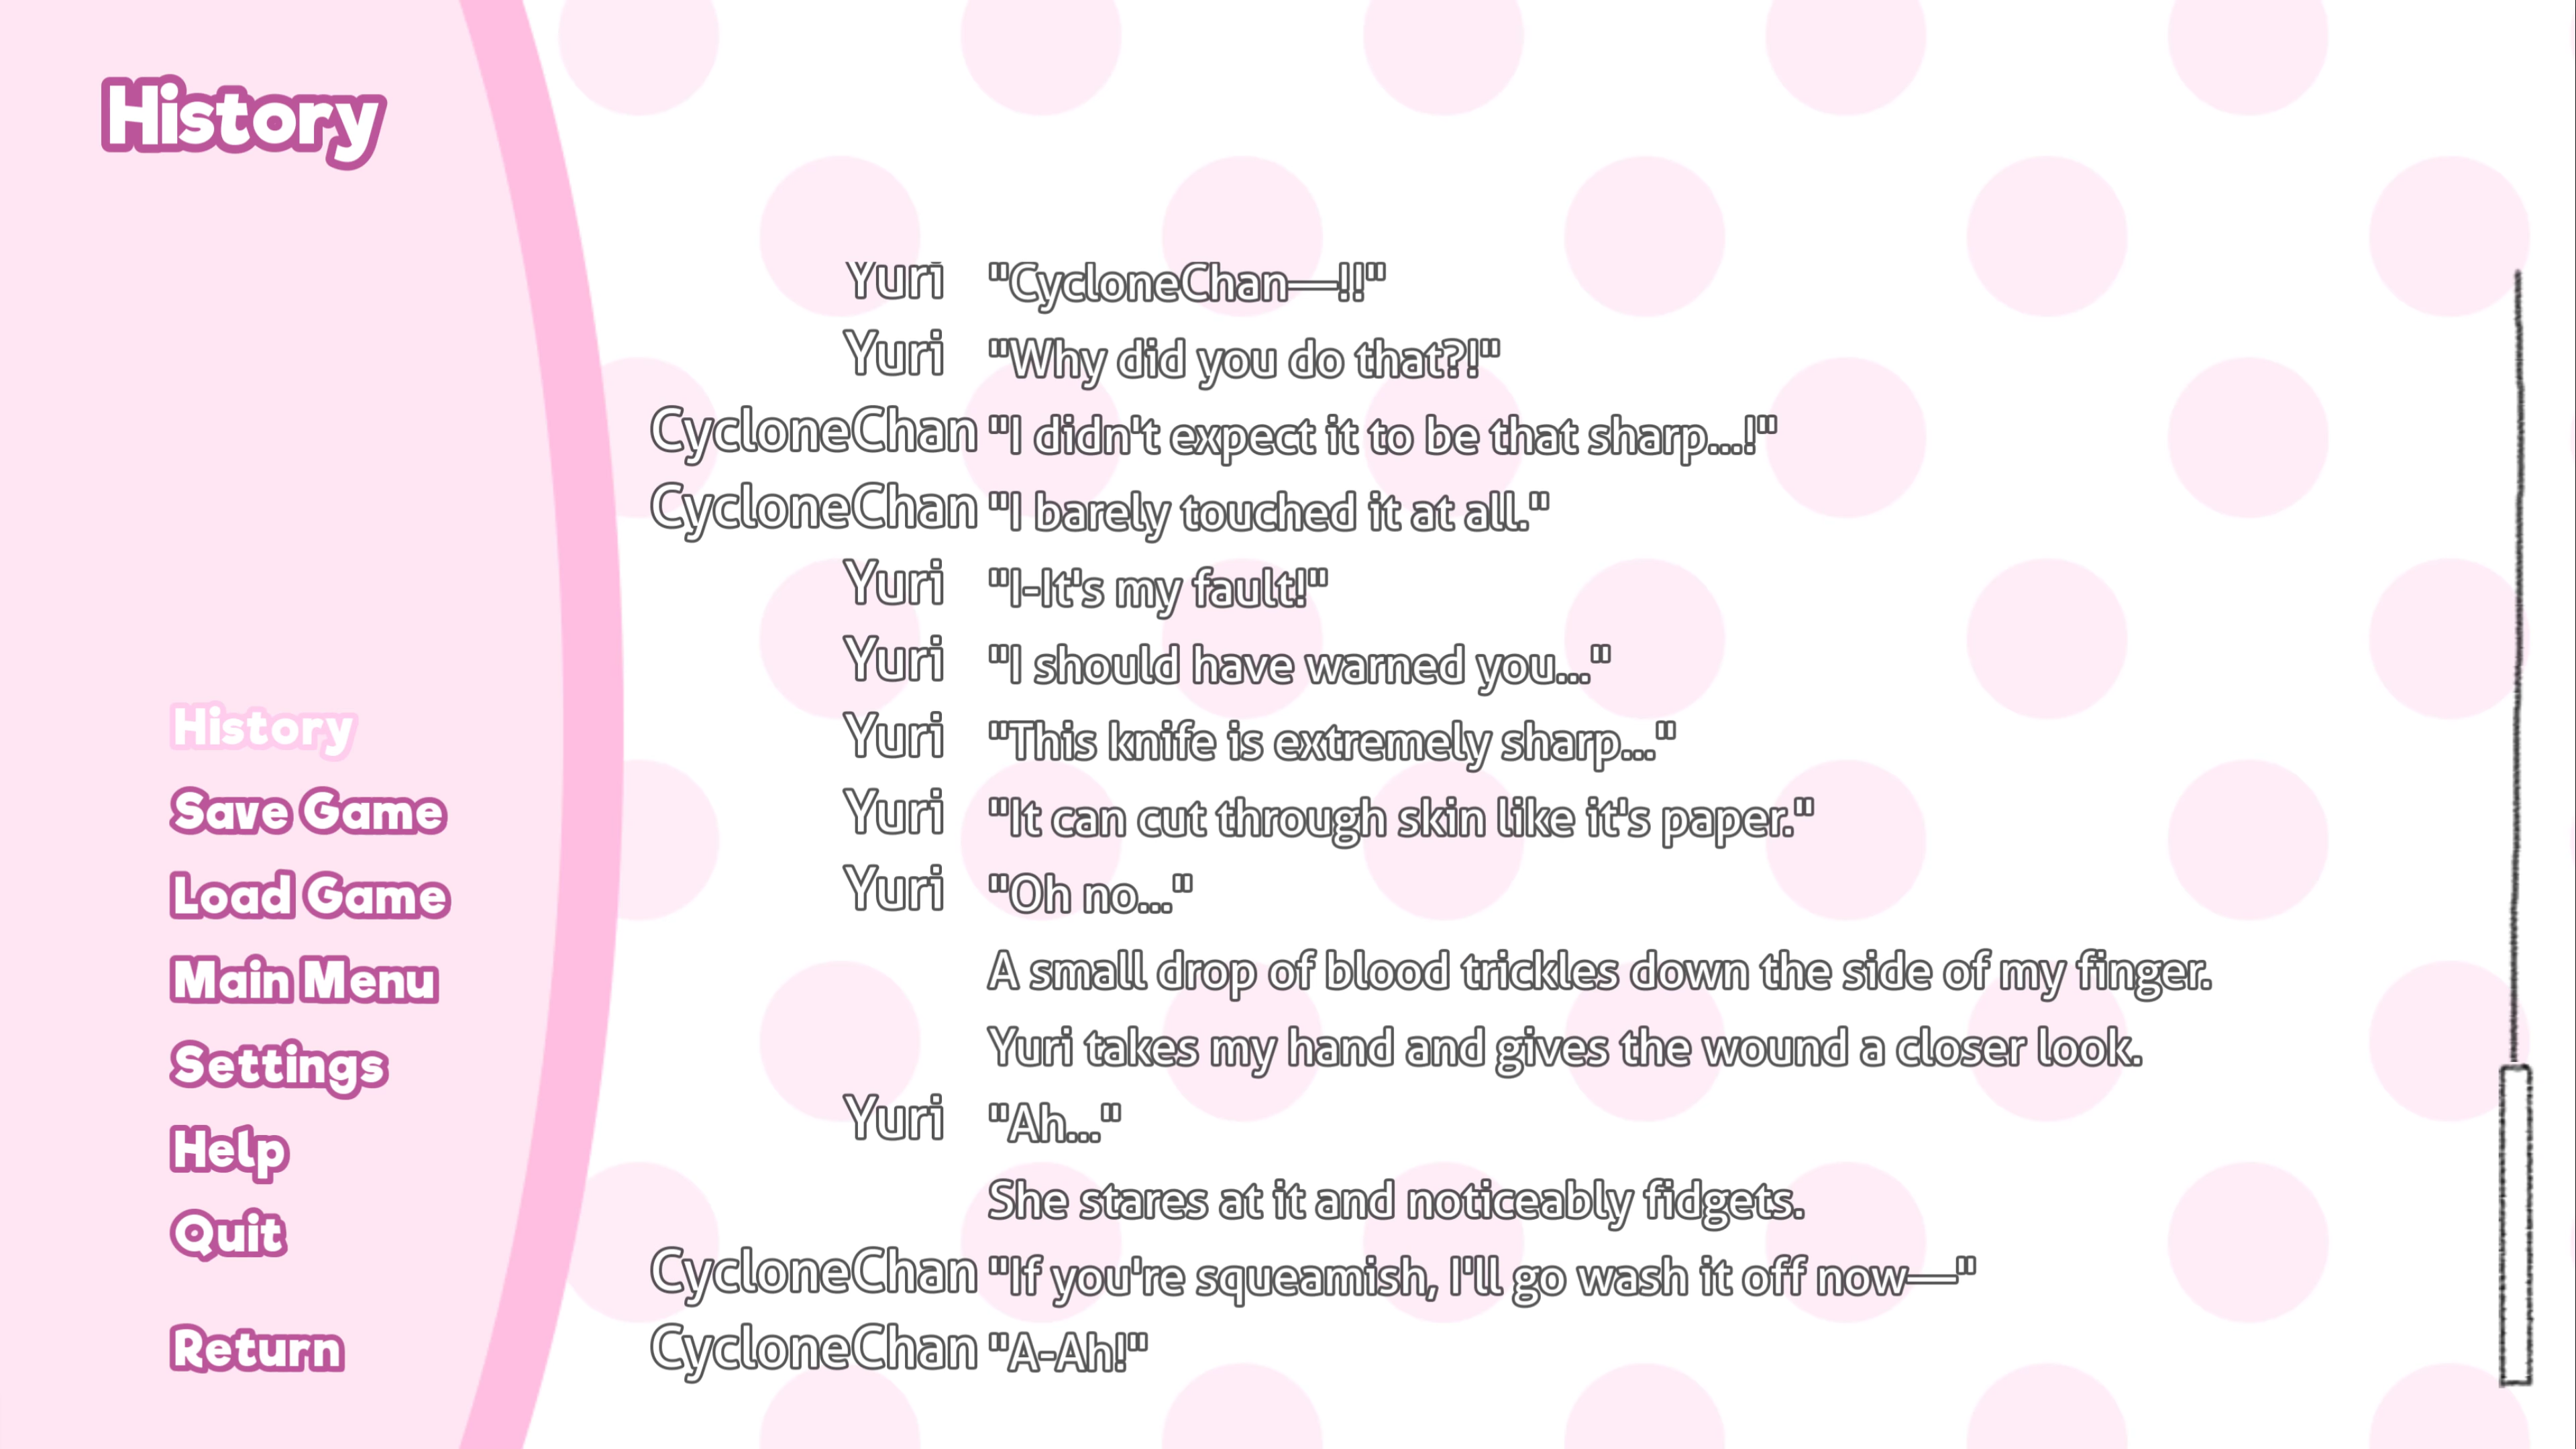 History
Yuri "CycloneChan—!!"
Yuri "Why did you do that?!"
CycloneChan "I didn't expect it to be that sharp...!"
CycloneChan "I barely touched it at all."
Yuri "I-It's my fault!"
Yuri "I should have warned you..."
Yuri "This knife is extremely sharp..."
Yuri "It can cut through skin like it's paper."
Yuri "Oh no..."
A small drop of blood trickles down the side of my finger.
Yuri takes my hand and gives the wound a closer look.
Yuri "Ah..."
She stares at it and noticeably fidgets.
CycloneChan "If you're squeamish, I'll go wash it off now—"
CycloneChan "A-Ah!"
History
Save Game
Load Game
Main Menu
Settings
Help
Quit
Return